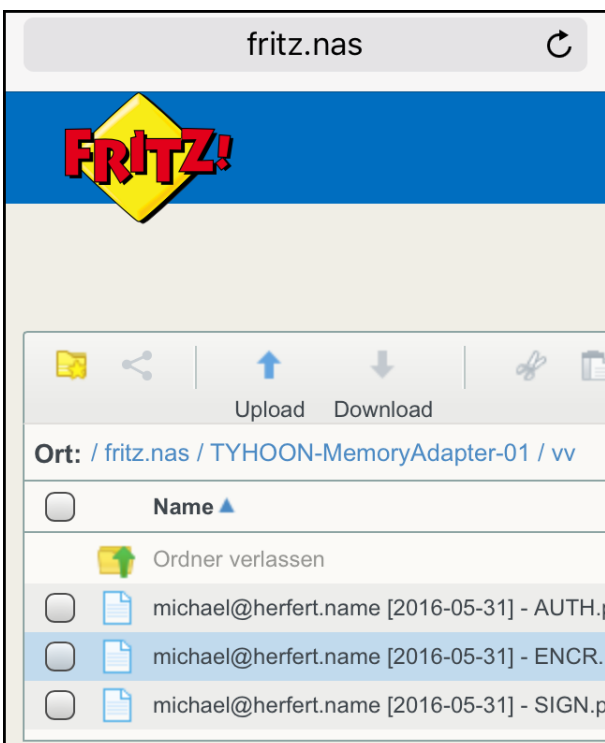 fritz.nas
FRITZ!
Upload Download
Ort: / fritz.nas / TYHOON-MemoryAdapter-01 / vv
Name
Ordner verlassen
michael@herfert.name [2016-05-31] - AUTH.p
michael@herfert.name [2016-05-31] - ENCR.
michael@herfert.name [2016-05-31] - SIGN.p